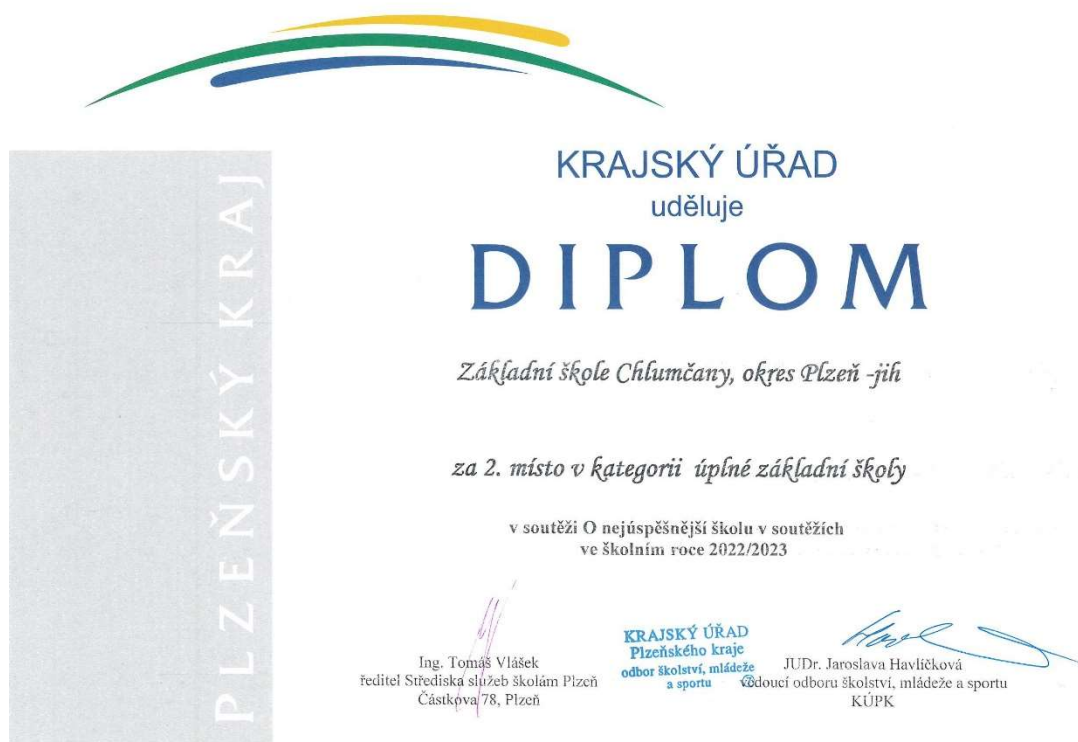 PLZEŇSKÝ KRAJ
KRAJSKÝ ÚŘAD
uděluje
DIPLOM
Základní škole Chlumčany, okres Plzeň -jih
za 2. místo v kategorii úplné základní školy
v soutěži O nejúspěšnější školu v soutěžích
ve školním roce 2022/2023
Ing. Tomáš Vlášek
ředitel Střediska služeb školám Plzeň
Částkova 78, Plzeň
KRAJSKÝ ÚŘAD
Plzeňského kraje
odbor školství, mládeže
a sportu
JUDr. Jaroslava Havlíčková
vedoucí odboru školství, mládeže a sportu
KÚPK